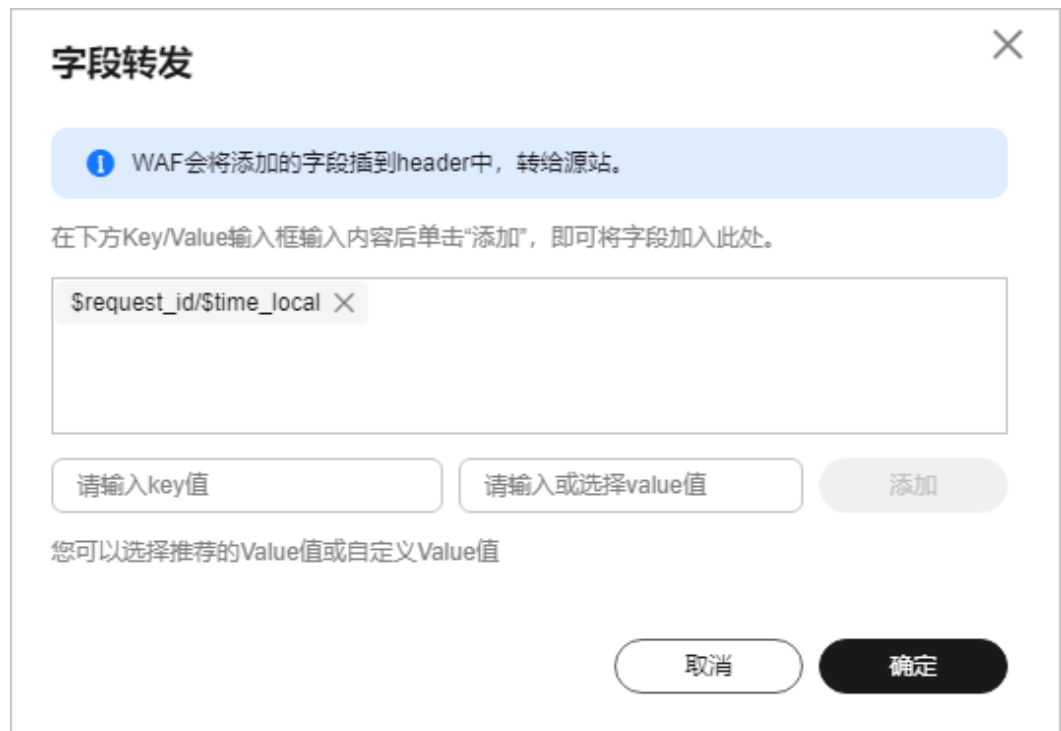 字段转发
WAF会将添加的字段插到header中，转给源站。
在下方Key/Value输入框输入内容后单击“添加”，即可将字段加入此处。
$request_id/$time_local
请输入key值 请输入或选择value值 添加
您可以选择推荐的Value值或自定义Value值
取消 确定